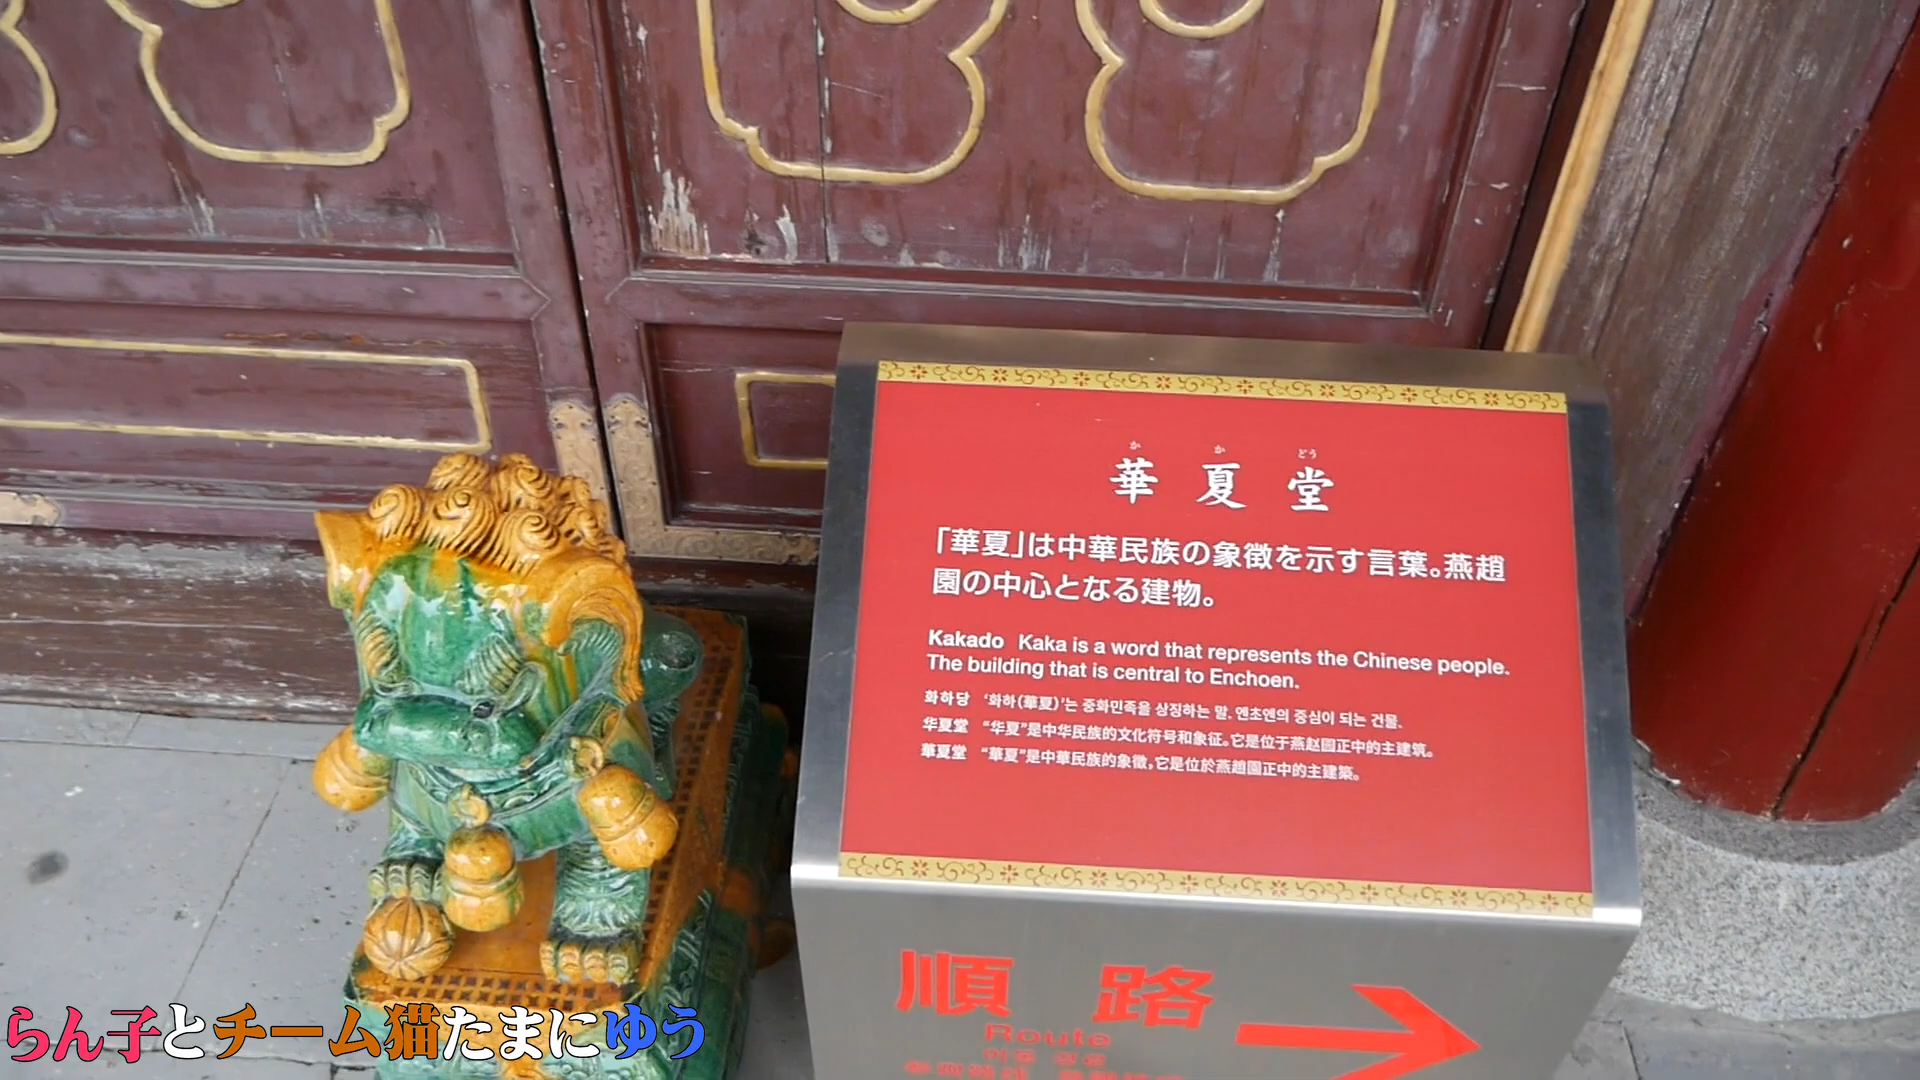 か か どう
華 夏 堂
「華夏」は中華民族の象徴を示す言葉。燕趙
園の中心となる建物。
Kakado Kaka is a word that represents the Chinese people.
The building that is central to Enchoen.
화하당 '화하(華夏)'는 중화민족을 상징하는 말. 엔초엔의 중심이 되는 건물.
华夏堂 “华夏”是中华民族的文化符号和象征。它是位于燕赵园正中的主建筑。
華夏堂 “華夏”是中華民族的象徵，它是位於燕趙園正中的主建築。
順 路
Route
らん子とチーム猫たまにゆう